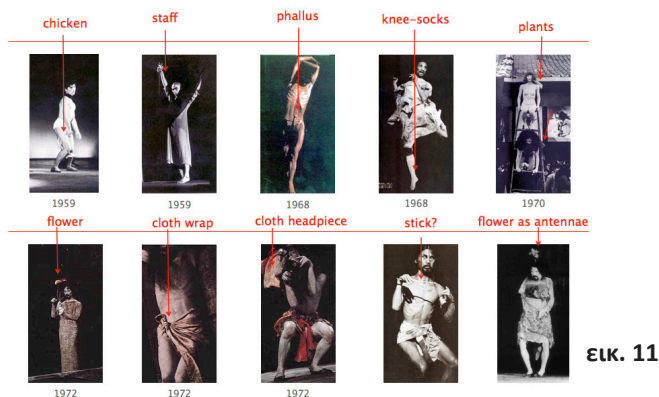 chicken staff phallus knee-socks plants
1959 1959 1968 1968 1970
flower cloth wrap cloth headpiece stick? flower as antennae
εικ. 11
1972 1972 1972